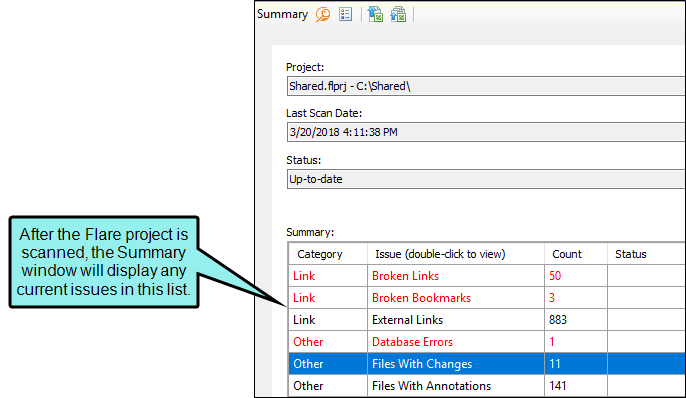 Summary
Project:
Shared.flprj - C:\Shared\
Last Scan Date:
3/20/2018 4:11:38 PM
Status:
Up-to-date
After the Flare project is
scanned, the Summary
window will display any
current issues in this list.
Summary:
Category Issue (double-click to view) Count Status
Link Broken Links 50
Link Broken Bookmarks 3
Link External Links 883
Other Database Errors 1
Other Files With Changes 11
Other Files With Annotations 141